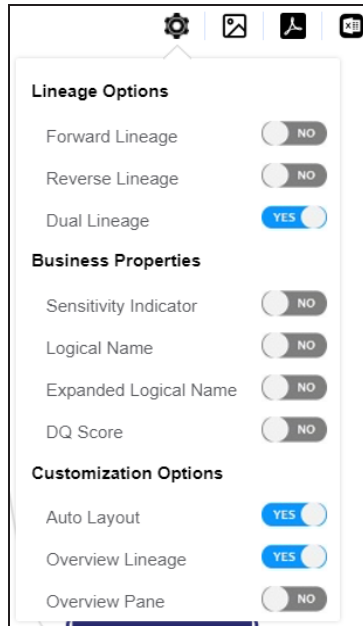 Lineage Options
Forward Lineage NO
Reverse Lineage NO
Dual Lineage YES
Business Properties
Sensitivity Indicator NO
Logical Name NO
Expanded Logical Name NO
DQ Score NO
Customization Options
Auto Layout YES
Overview Lineage YES
Overview Pane NO